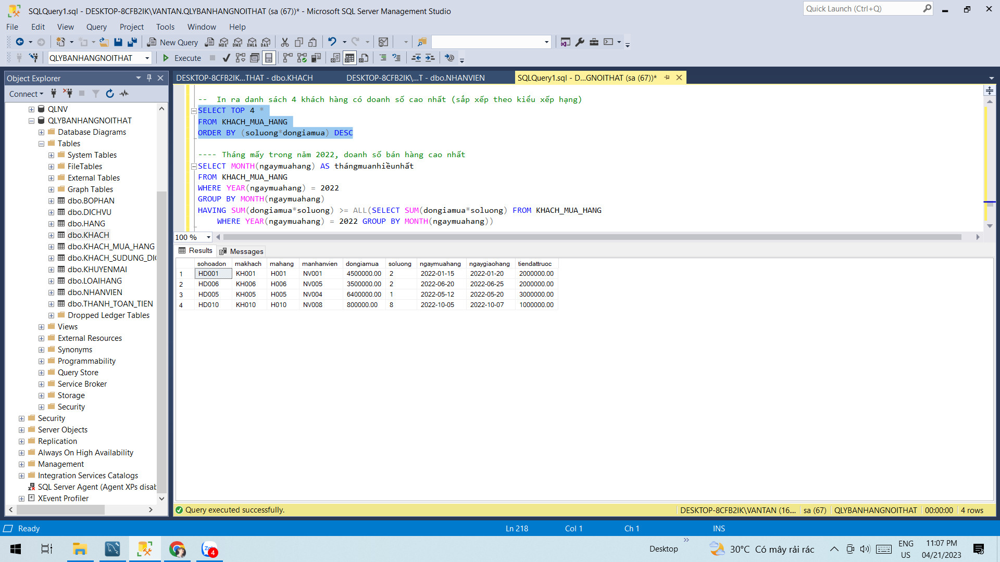 SQLQuery1.sql - DESKTOP-8CFB2IK\VANTAN.QLYBANHANGNOITHAT (sa (67))* - Microsoft SQL Server Management Studio
Quick Launch (Ctrl+Q)
File Edit View Query Project Tools Window Help
New Query MDX DMX XMLA DAX
QLYBANHANGNOITHAT Execute
Object Explorer
Connect
QLNV
QLYBANHANGNOITHAT
Database Diagrams
Tables
System Tables
FileTables
External Tables
Graph Tables
dbo.BOPHAN
dbo.DICHVU
dbo.HANG
dbo.KHACH
dbo.KHACH_MUA_HANG
dbo.KHACH_SUDUNG_DI
dbo.KHUYENMAI
dbo.LOAIHANG
dbo.NHANVIEN
dbo.THANH_TOAN_TIEN
Dropped Ledger Tables
Views
External Resources
Synonyms
Programmability
Query Store
Service Broker
Storage
Security
Security
Server Objects
Replication
Always On High Availability
Management
Integration Services Catalogs
SQL Server Agent (Agent XPs disab
XEvent Profiler
DESKTOP-8CFB2IK...THAT - dbo.KHACH
DESKTOP-8CFB2IK\...T - dbo.NHANVIEN
SQLQuery1.sql - D...GNOITHAT (sa (67))*
-- In ra danh sách 4 khách hàng có doanh số cao nhất (sắp xếp theo kiểu xếp hạng)
SELECT TOP 4 *
FROM KHACH_MUA_HANG
ORDER BY (soluong*dongiamua) DESC
---- Tháng mấy trong năm 2022, doanh số bán hàng cao nhất
SELECT MONTH(ngaymuahang) AS thángmuanhiềunhất
FROM KHACH_MUA_HANG
WHERE YEAR(ngaymuahang) = 2022
GROUP BY MONTH(ngaymuahang)
HAVING SUM(dongiamua*soluong) >= ALL(SELECT SUM(dongiamua*soluong) FROM KHACH_MUA_HANG
WHERE YEAR(ngaymuahang) = 2022 GROUP BY MONTH(ngaymuahang))
100 %
Results Messages
sohoadon makhach mahang manhanvien dongiamua soluong ngaymuahang ngaygiaohang tiendattruoc
1 HD001 KH001 H001 NV001 4500000.00 2 2022-01-15 2022-01-20 2000000.00
2 HD006 KH006 H006 NV005 3500000.00 2 2022-06-20 2022-06-25 2000000.00
3 HD005 KH005 H005 NV004 6400000.00 1 2022-05-12 2022-05-20 3000000.00
4 HD010 KH010 H010 NV008 800000.00 8 2022-10-05 2022-10-07 1000000.00
Query executed successfully.
DESKTOP-8CFB2IK\VANTAN (16.... sa (67) QLYBANHANGNOITHAT 00:00:00 4 rows
Ready Ln 218 Col 1 Ch 1 INS
4
Desktop
30°C Có mây rải rác
ENG
US
11:07 PM
04/21/2023